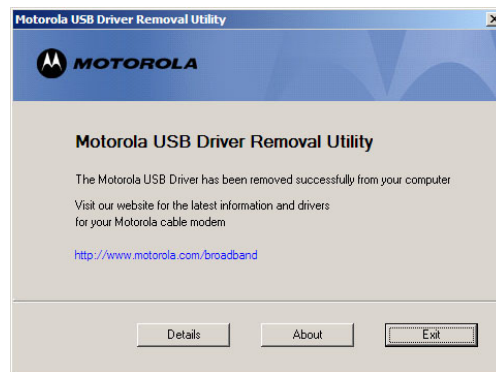 Motorola USB Driver Removal Utility
MOTOROLA
Motorola USB Driver Removal Utility
The Motorola USB Driver has been removed successfully from your computer
Visit our website for the latest information and drivers
for your Motorola cable modem
http://www.motorola.com/broadband
Details About Exit